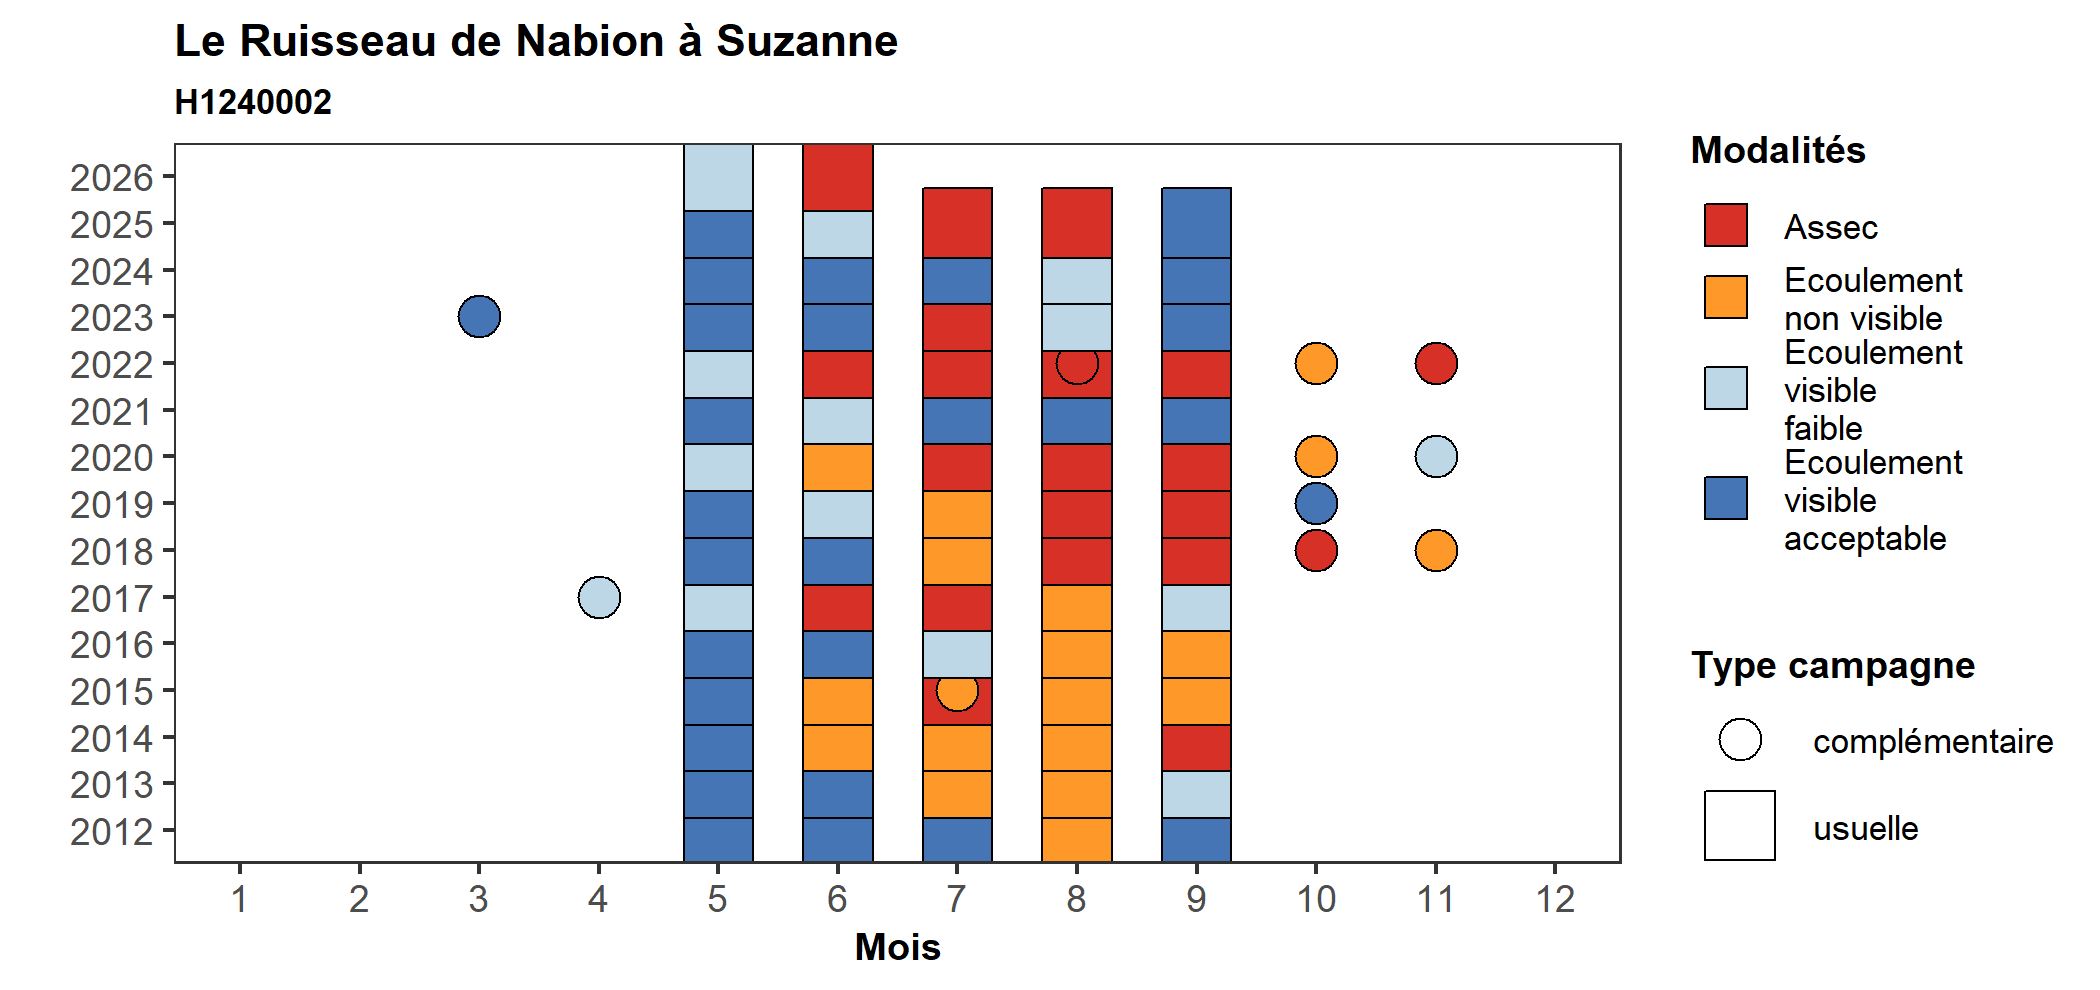 Le Ruisseau de Nabion à Suzanne
H1240002
2026
2025
2024
2023
2022
2021
2020
2019
2018
2017
2016
2015
2014
2013
2012
1 2 3 4 5 6 7 8 9 10 11 12
Mois
Modalités
Assec
Ecoulement
non visible
Ecoulement
visible
faible
Ecoulement
visible
acceptable
Type campagne
complémentaire
usuelle